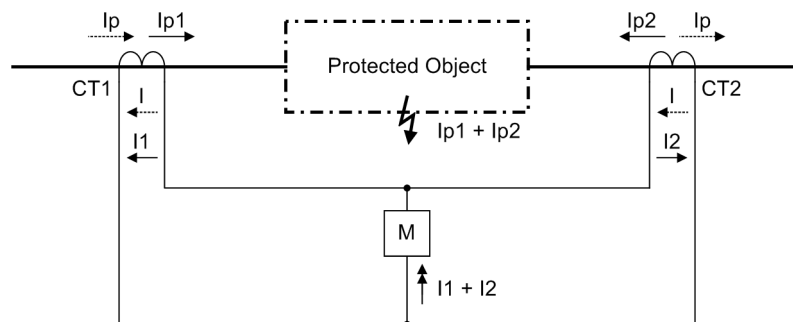 Ip Ip1 Ip2 Ip
Protected Object
CT1 I Ip1 + Ip2 I CT2
I1 I2
M
I1 + I2